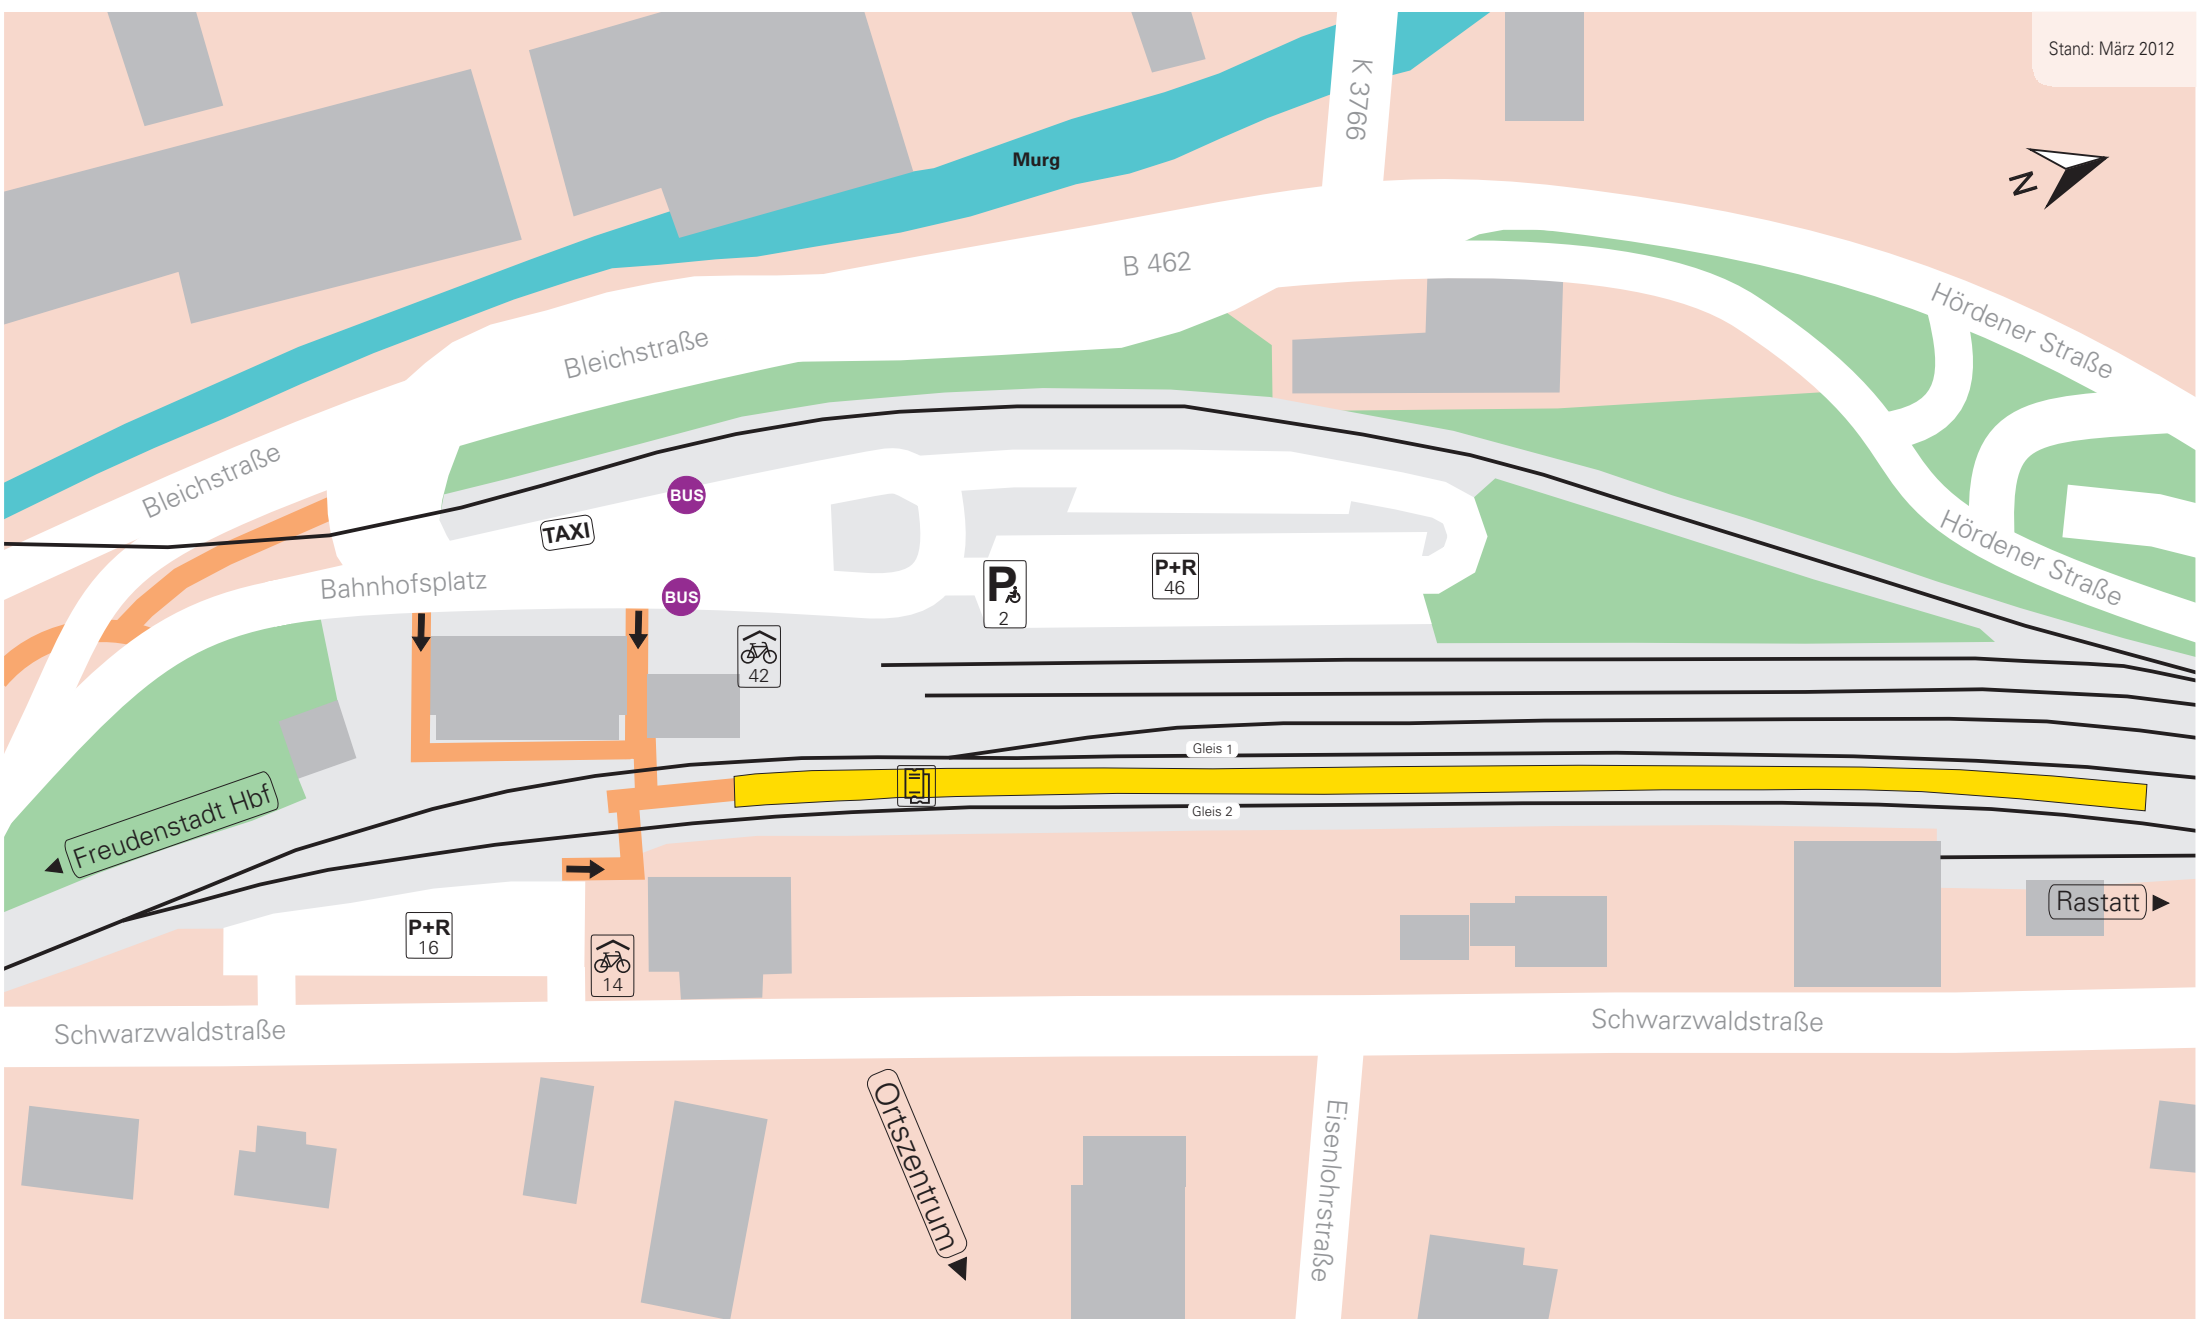 Stand: März 2012
K 3766
Murg
N
B 462
Hördener Straße
Bleichstraße
Bleichstraße
BUS
TAXI
Hördener Straße
Bahnhofsplatz
BUS
P
2
P+R
46
42
Gleis 1
Freudenstadt Hbf
Gleis 2
Rastatt
P+R
16
14
Schwarzwaldstraße
Schwarzwaldstraße
Ortszentrum
Eisenlohrstraße